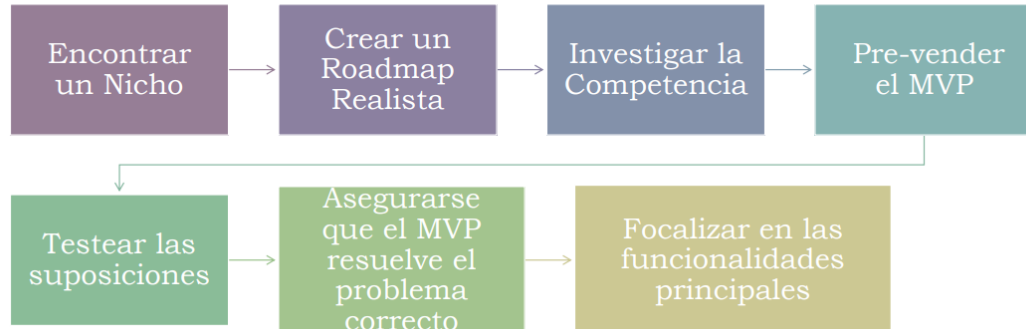 Encontrar
un Nicho
Crear un
Roadmap
Realista
Investigar la
Competencia
Pre-vender
el MVP
Testear las
suposiciones
Asegurarse
que el MVP
resuelve el
problema
correcto
Focalizar en las
funcionalidades
principales